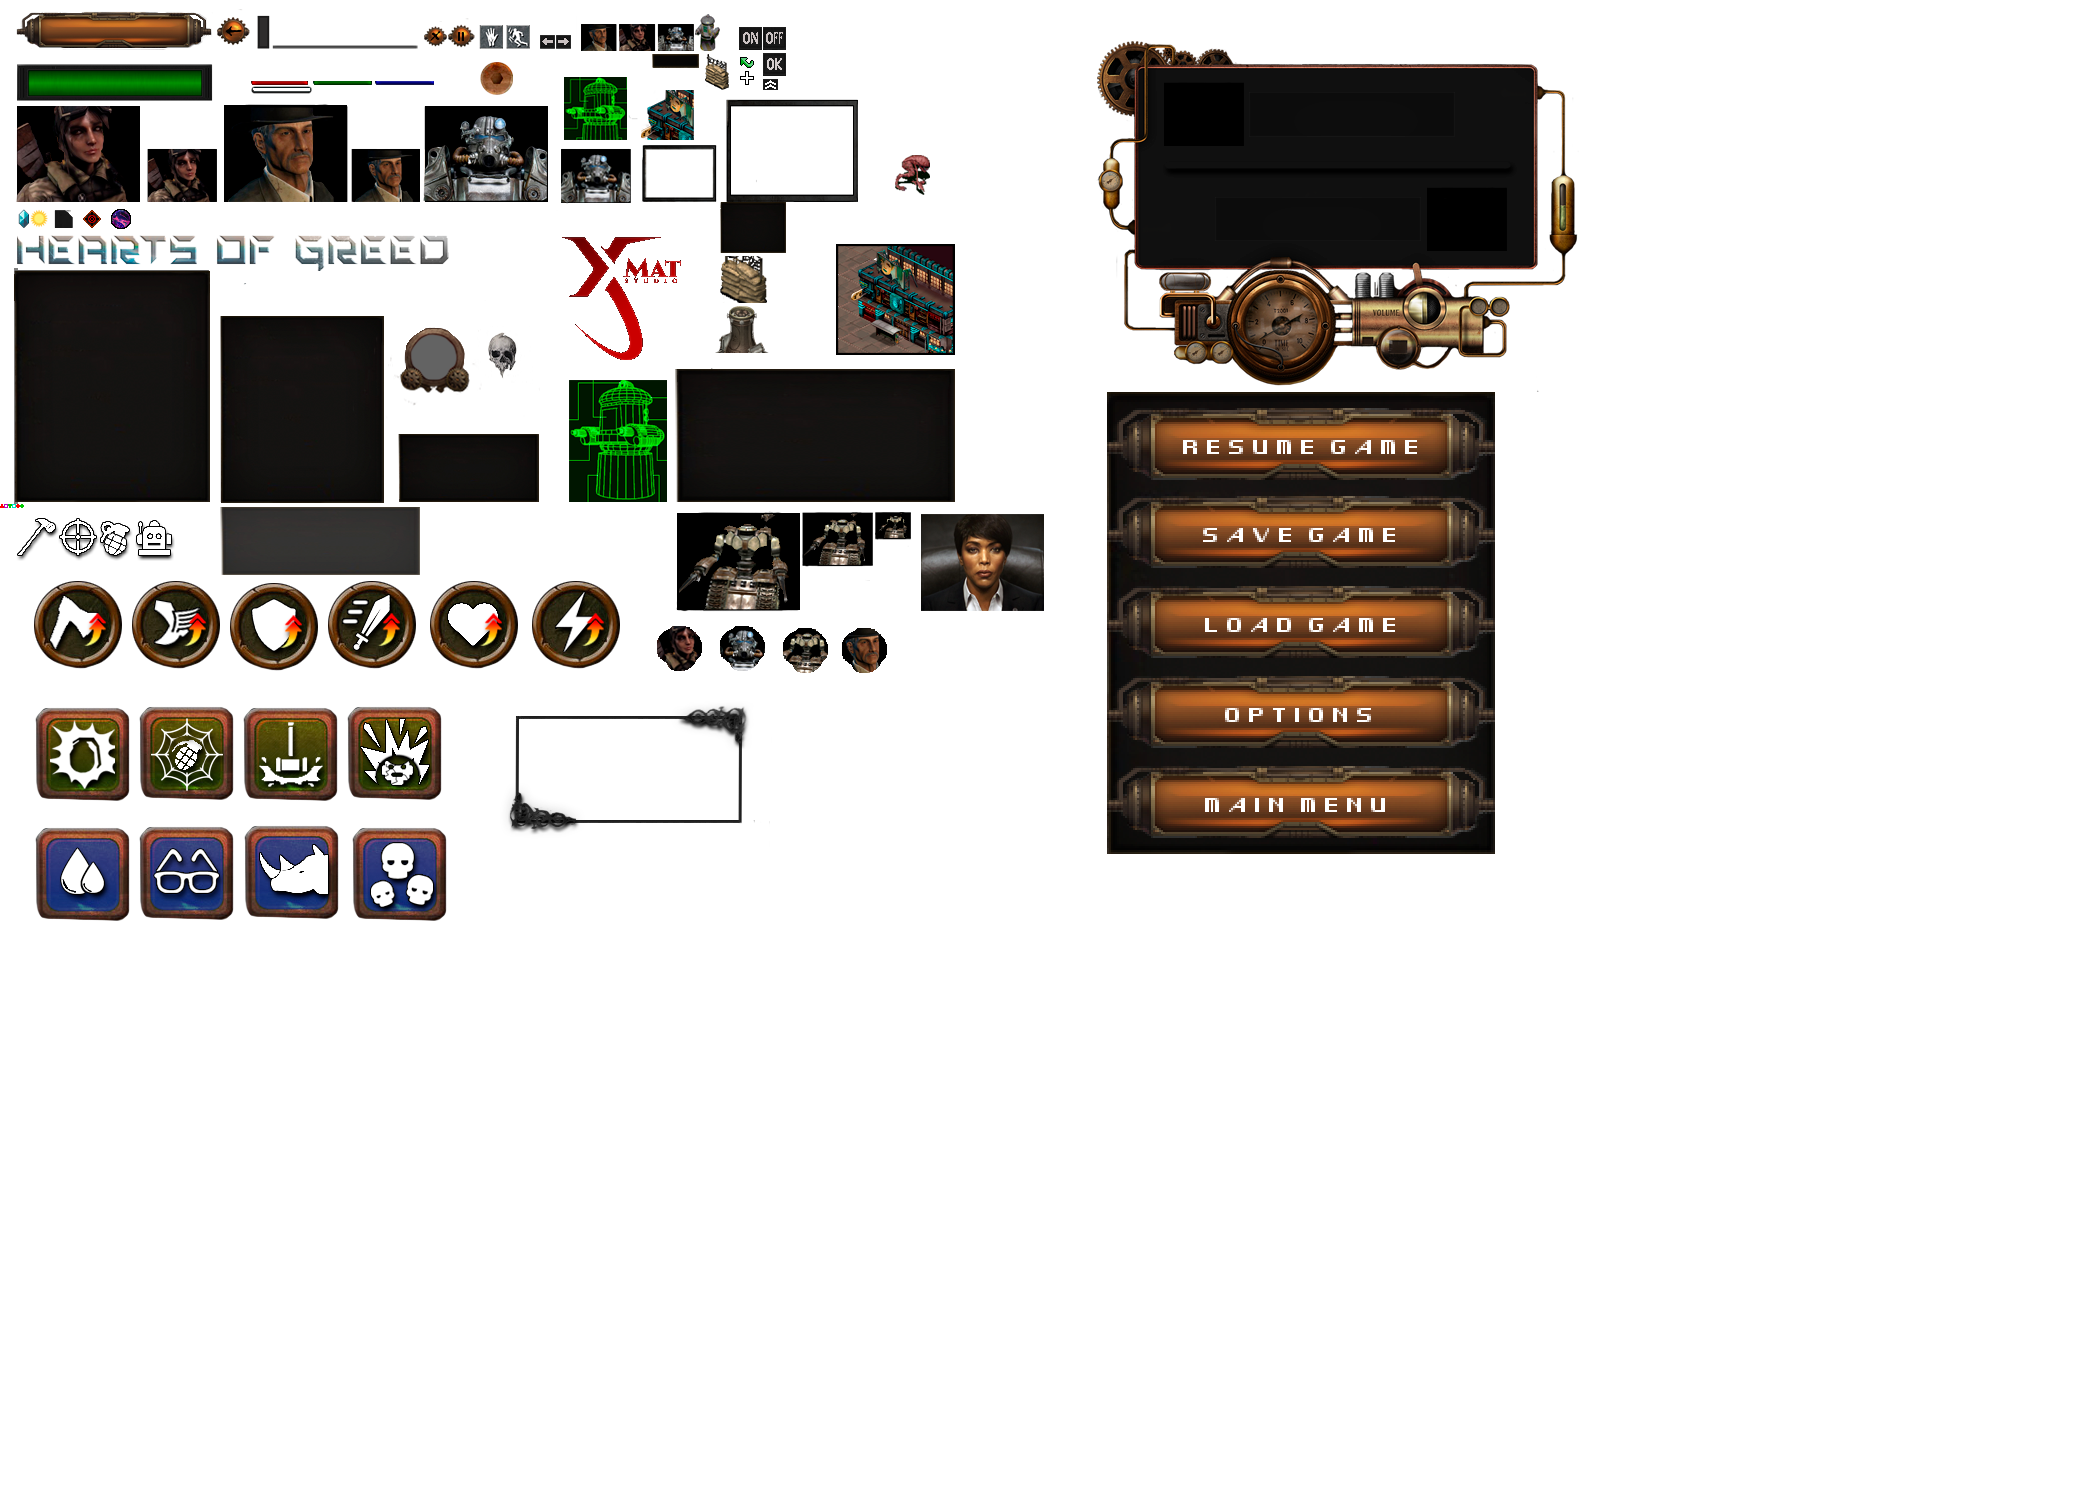 ON OFF
OK
HEARTS OF GREED
X MAT
STUDIO
VOLUME
RESUME GAME
SAVE GAME
LOAD GAME
OPTIONS
MAIN MENU